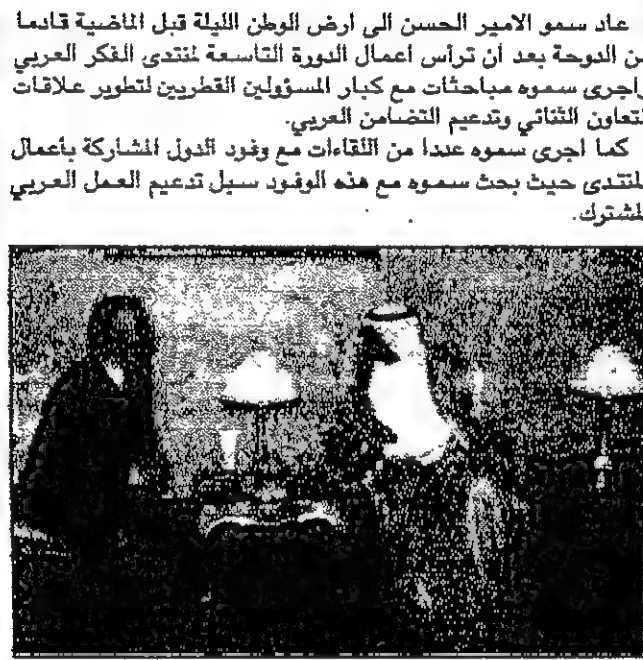 عاد سمو الامير الحسن الى ارض الوطن الليلة قبل الماضية قادما
من الدوحة بعد ان ترأس اعمال الدورة التاسعة لمنتدى الفكر العربي
واجرى سموه مباحثات مع كبار المسؤولين القطريين لتطوير علاقات
التعاون الثنائي وتدعيم التضامن العربي.
كما اجرى سموه عددا من اللقاءات مع وفود الدول المشاركة بأعمال
المنتدى حيث بحث سموه مع هذه الوفود سبل تدعيم العمل العربي
المشترك.